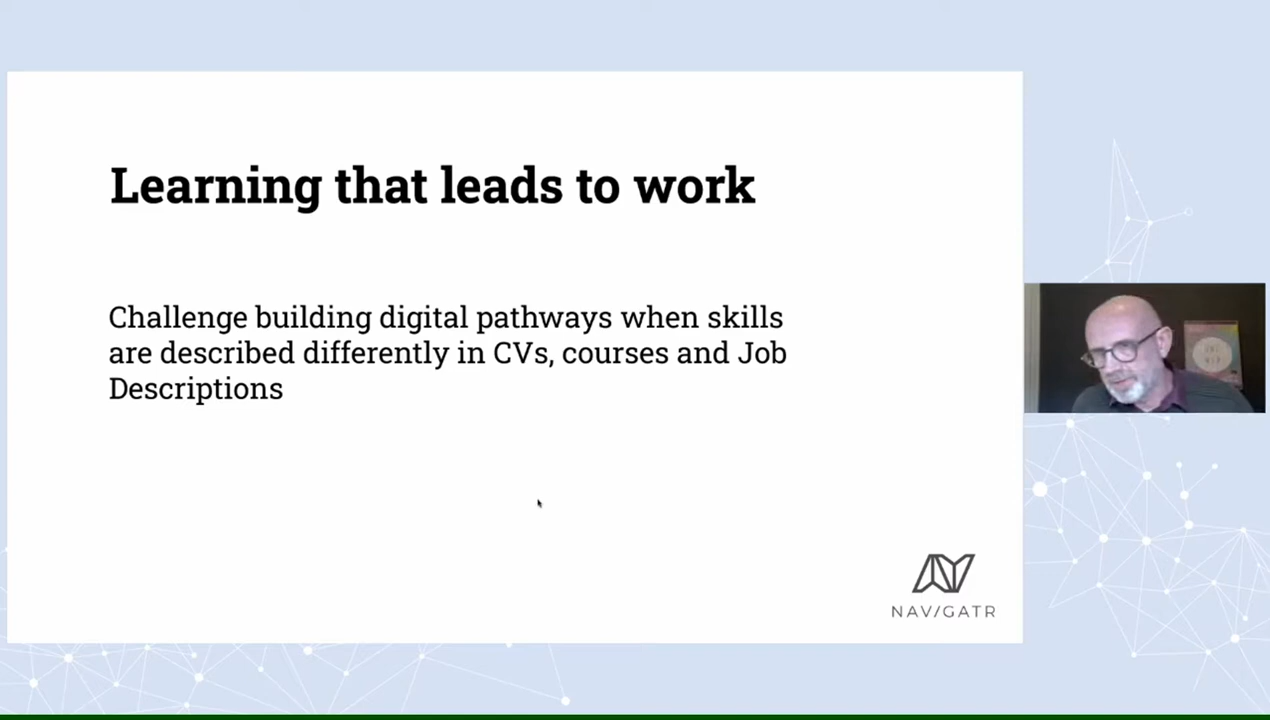 Learning that leads to work
Challenge building digital pathways when skills
are described differently in CVs, courses and Job
Descriptions
NAV/GATR